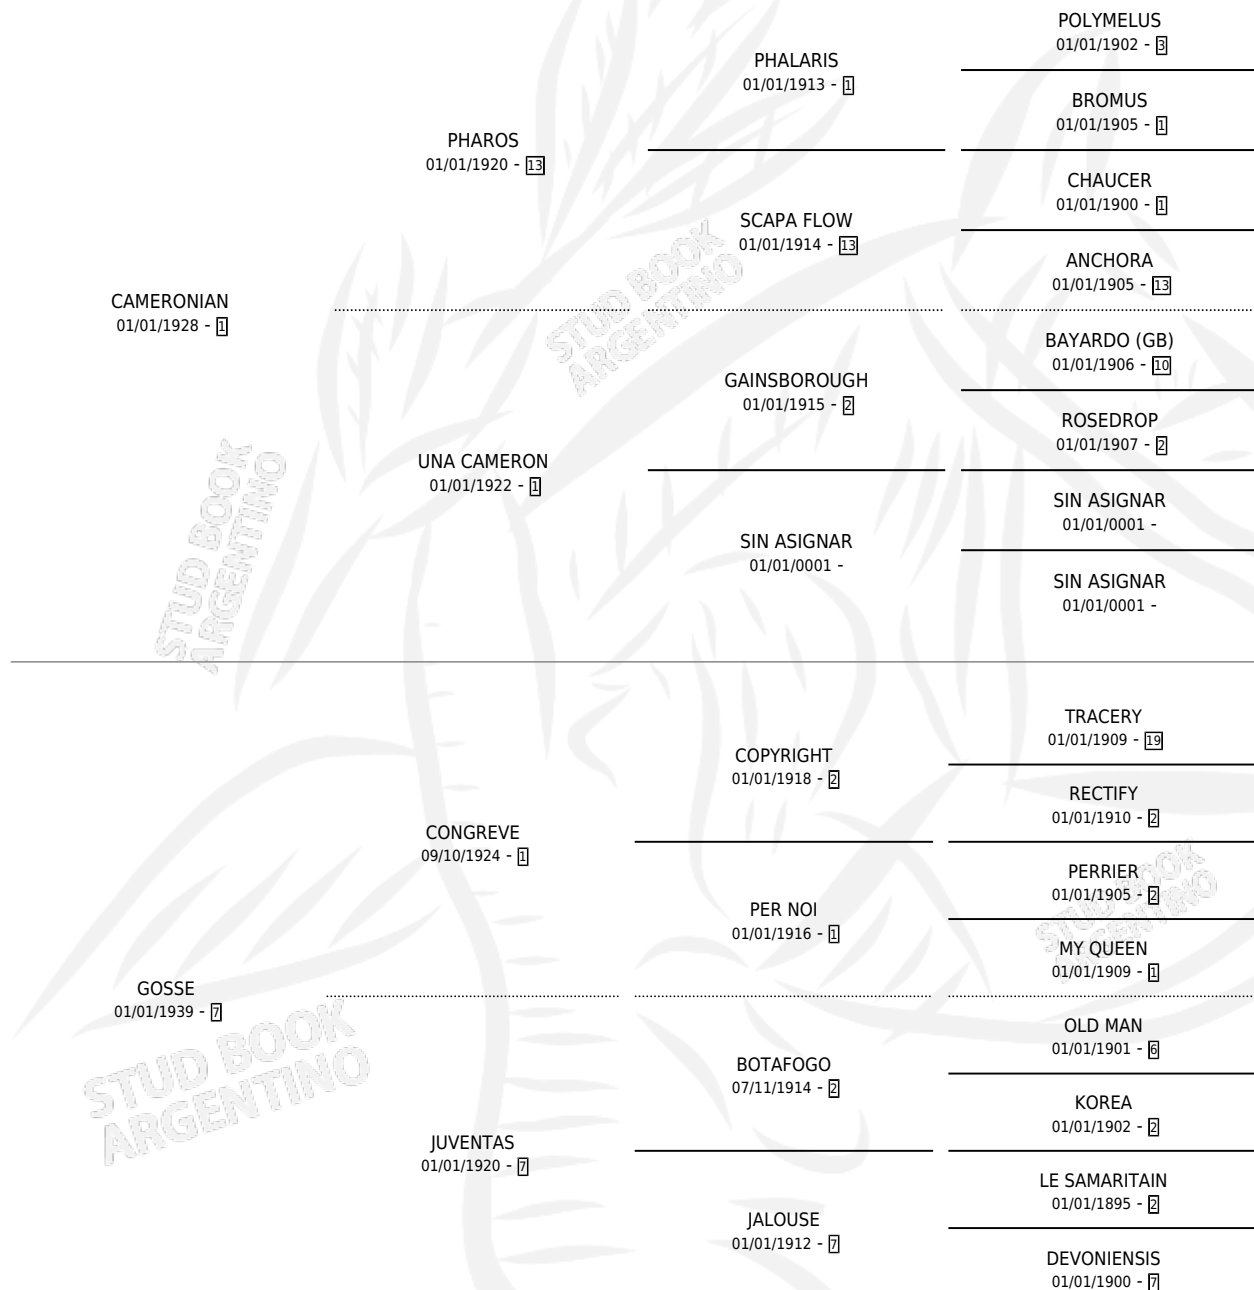 POLYMELUS
01/01/1902 - 3
PHALARIS
01/01/1913 - 1
BROMUS
01/01/1905 - 1
PHAROS
01/01/1920 - 13
CHAUCER
01/01/1900 - 1
SCAPA FLOW
01/01/1914 - 13
ANCHORA
01/01/1905 - 13
CAMERONIAN
01/01/1928 - 1
BAYARDO (GB)
01/01/1906 - 10
GAINSBOROUGH
01/01/1915 - 2
ROSEDROP
01/01/1907 - 2
UNA CAMERON
01/01/1922 - 1
SIN ASIGNAR
01/01/0001 -
SIN ASIGNAR
01/01/0001 -
SIN ASIGNAR
01/01/0001 -
STUD BOOK
ARGENTINO
STUD BOOK
ARGENTINO
TRACERY
01/01/1909 - 19
COPYRIGHT
01/01/1918 - 2
RECTIFY
01/01/1910 - 2
CONGREVE
09/10/1924 - 1
PERRIER
01/01/1905 - 2
PER NOI
01/01/1916 - 1
MY QUEEN
01/01/1909 - 1
GOSSE
01/01/1939 - 7
OLD MAN
01/01/1901 - 6
BOTAFOGO
07/11/1914 - 2
KOREA
01/01/1902 - 2
JUVENTAS
01/01/1920 - 7
LE SAMARITAIN
01/01/1895 - 2
JALOUSE
01/01/1912 - 7
DEVONIENSIS
01/01/1900 - 7
STUD BOOK
ARGENTINO
STUD BOOK
ARGENTINO